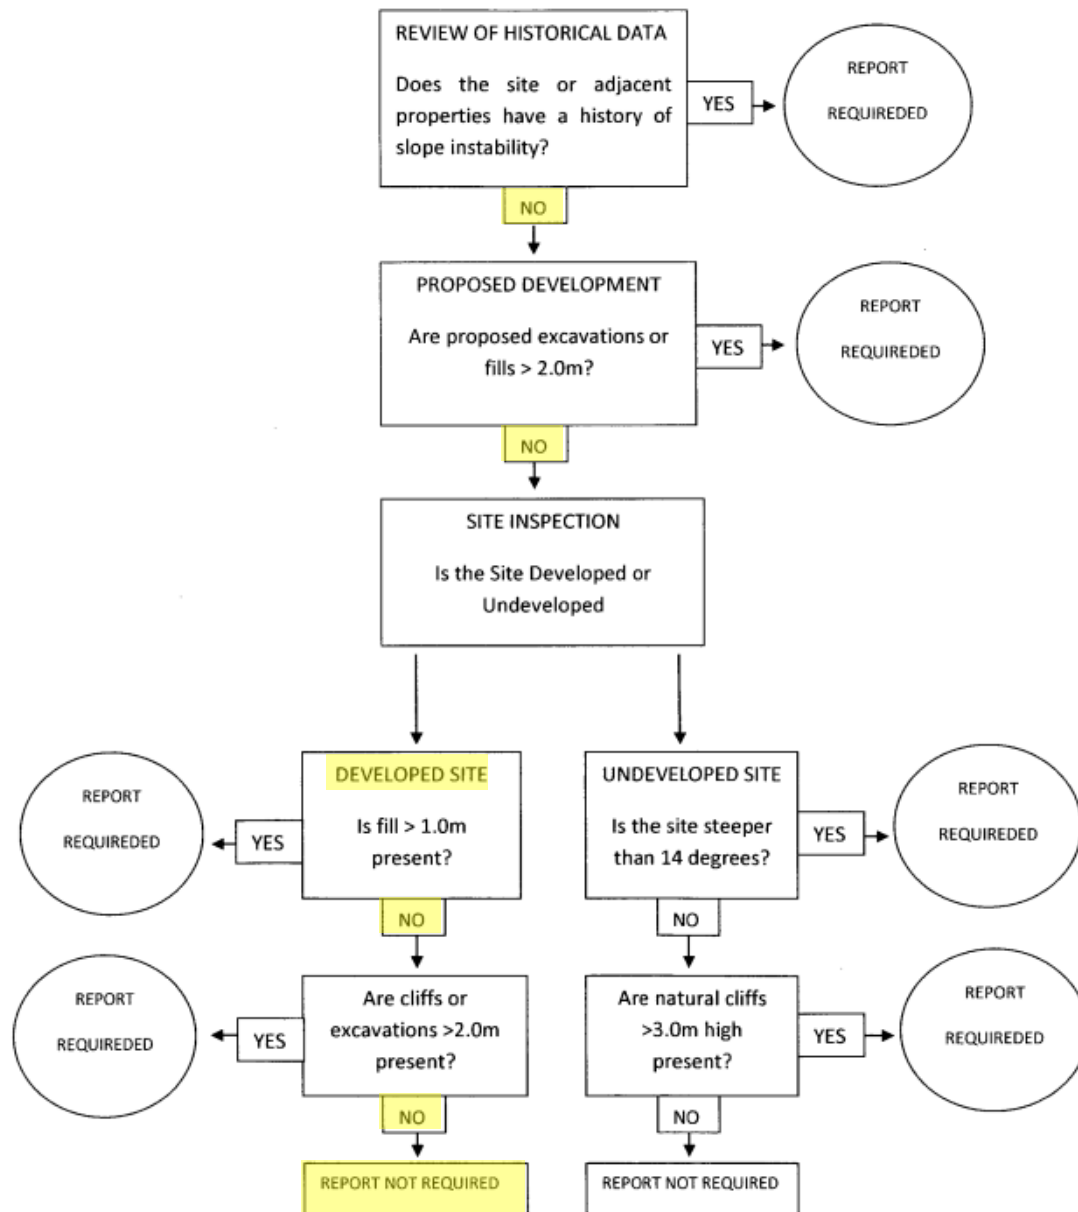 REVIEW OF HISTORICAL DATA
Does the site or adjacent
properties have a history of
slope instability?
YES
REPORT
REQUIREDED
NO
PROPOSED DEVELOPMENT
Are proposed excavations or
fills > 2.0m?
YES
REPORT
REQUIREDED
NO
SITE INSPECTION
Is the Site Developed or
Undeveloped
REPORT
REQUIREDED
YES
DEVELOPED SITE
Is fill > 1.0m
present?
NO
UNDEVELOPED SITE
Is the site steeper
than 14 degrees?
YES
REPORT
REQUIREDED
NO
REPORT
REQUIREDED
YES
Are cliffs or
excavations >2.0m
present?
NO
REPORT NOT REQUIRED
Are natural cliffs
>3.0m high
present?
YES
REPORT
REQUIREDED
NO
REPORT NOT REQUIRED